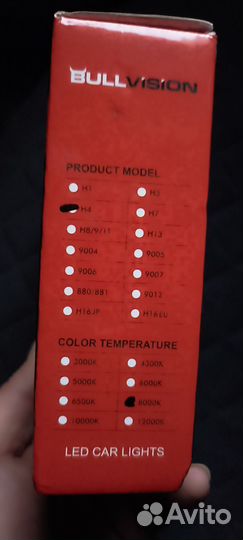 BULLVISION
PRODUCT MODEL
H1 H3
H4 H7
H8/9/11 H13
9004 9005
9006 9007
880/881 9012
H16JP H16EU
COLOR TEMPERATURE
3000K 4300K
5000K 6000K
6500K 8000K
10000K 12000K
LED CAR LIGHTS
Avito